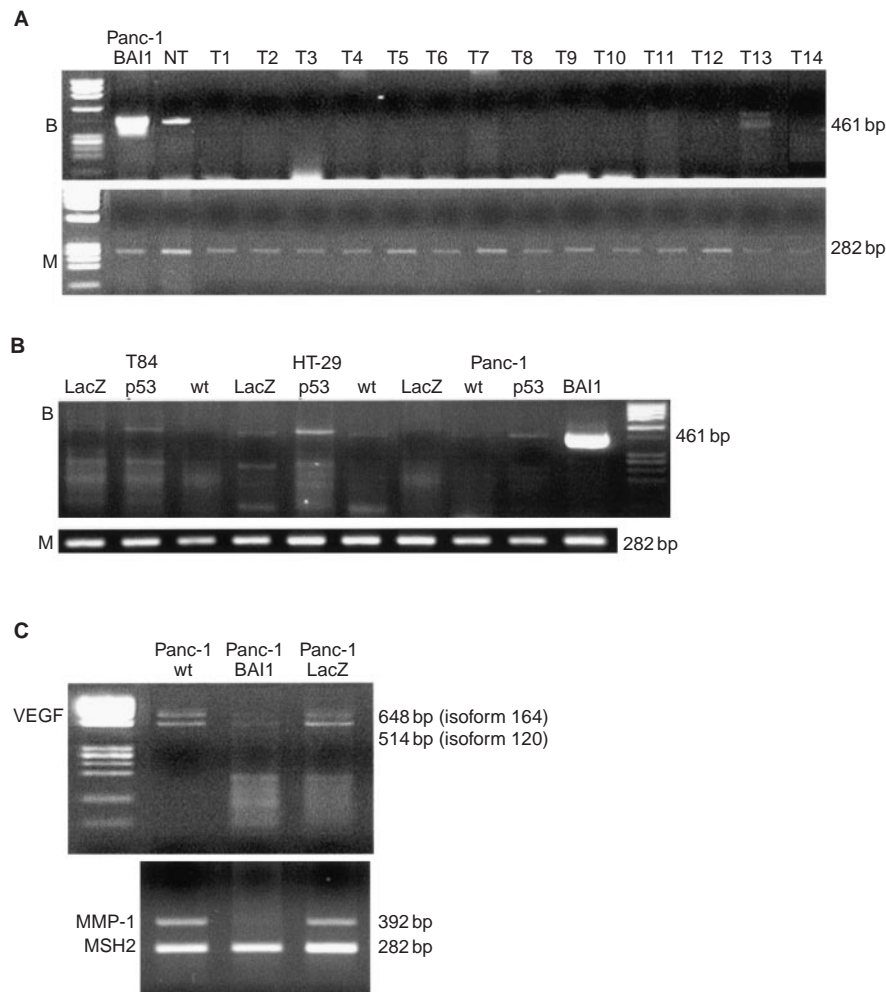 A
Panc-1
BAI1 NT T1 T2 T3 T4 T5 T6 T7 T8 T9 T10 T11 T12 T13 T14
B 461 bp
M 282 bp
B
T84 HT-29 Panc-1
LacZ p53 wt LacZ p53 wt LacZ wt p53 BAI1
B
461 bp
M 282 bp
C
Panc-1 Panc-1 Panc-1
wt BAI1 LacZ
VEGF 648 bp (isoform 164)
514 bp (isoform 120)
MMP-1 392 bp
MSH2 282 bp